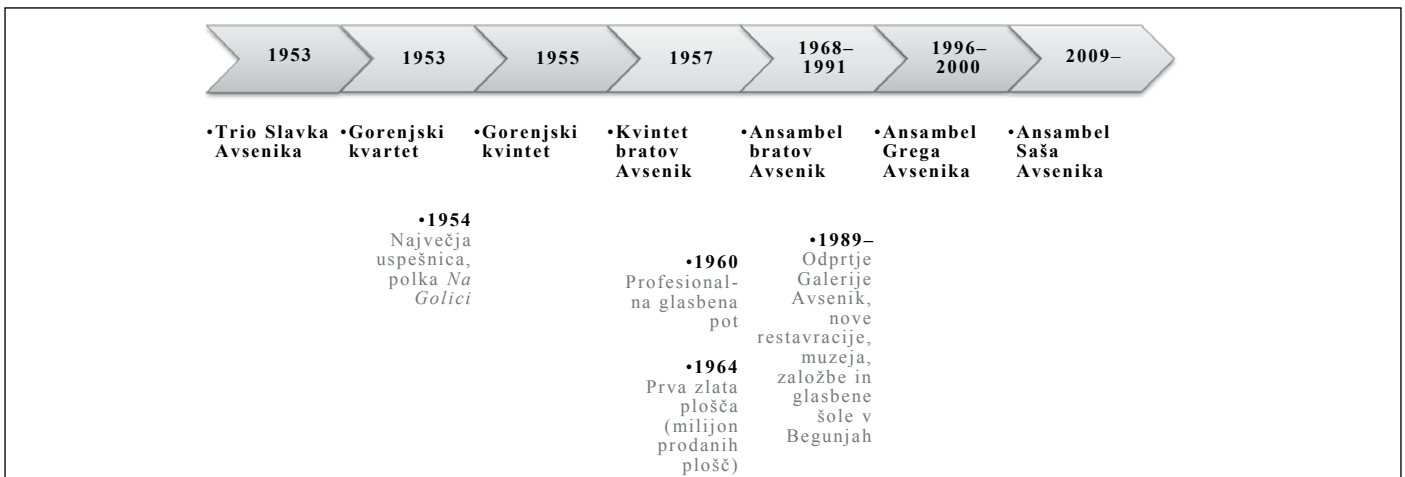 1953
1953
1955
1957
1968–
1991
1996–
2000
2009–
•Trio Slavka
Avsenika
•Gorenjski
kvartet
•Gorenjski
kvintet
•Kvintet
bratov
Avsenik
•Ansambel
bratov
Avsenik
•Ansambel
Grega
Avsenika
•Ansambel
Saša
Avsenika
•1954
Največja
uspešnica,
polka Na
Golici
•1960
Profesional-
na glasbena
pot
•1964
Prva zlata
plošča
(milijon
prodanih
plošč)
•1989–
Odprtje
Galerije
Avsenik,
nove
restavracije,
muzeja,
založbe in
glasbene
šole v
Begunjah